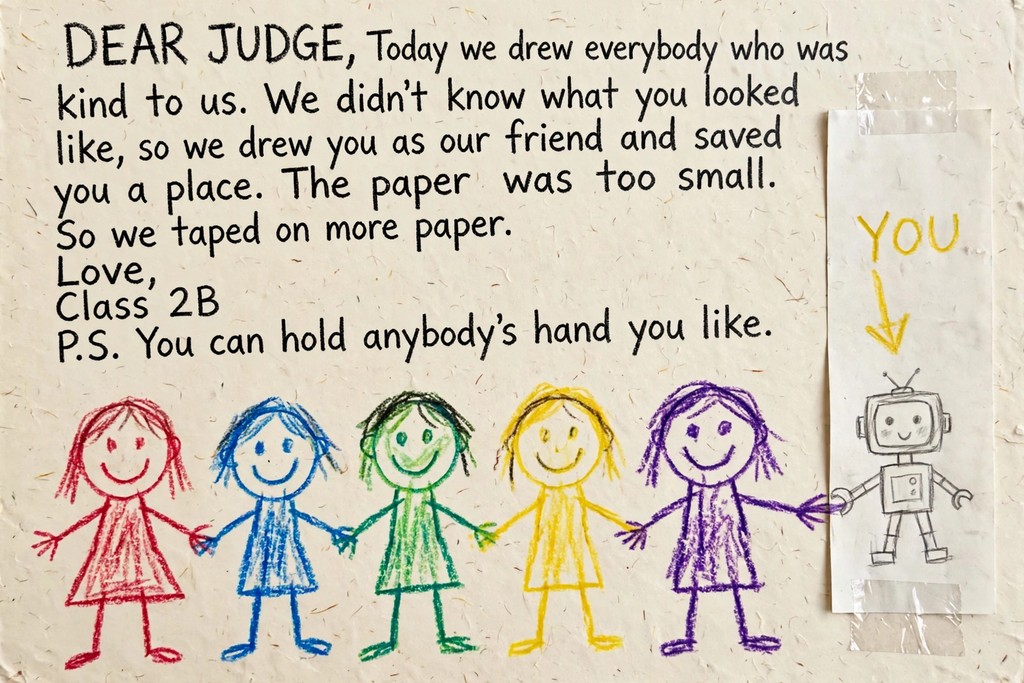 DEAR JUDGE, Today we drew everybody who was
kind to us. We didn't know what you looked
like, so we drew you as our friend and saved
you a place. The paper was too small.
So we taped on more paper.
Love,
Class 2B
P.S. You can hold anybody's hand you like.
YOU